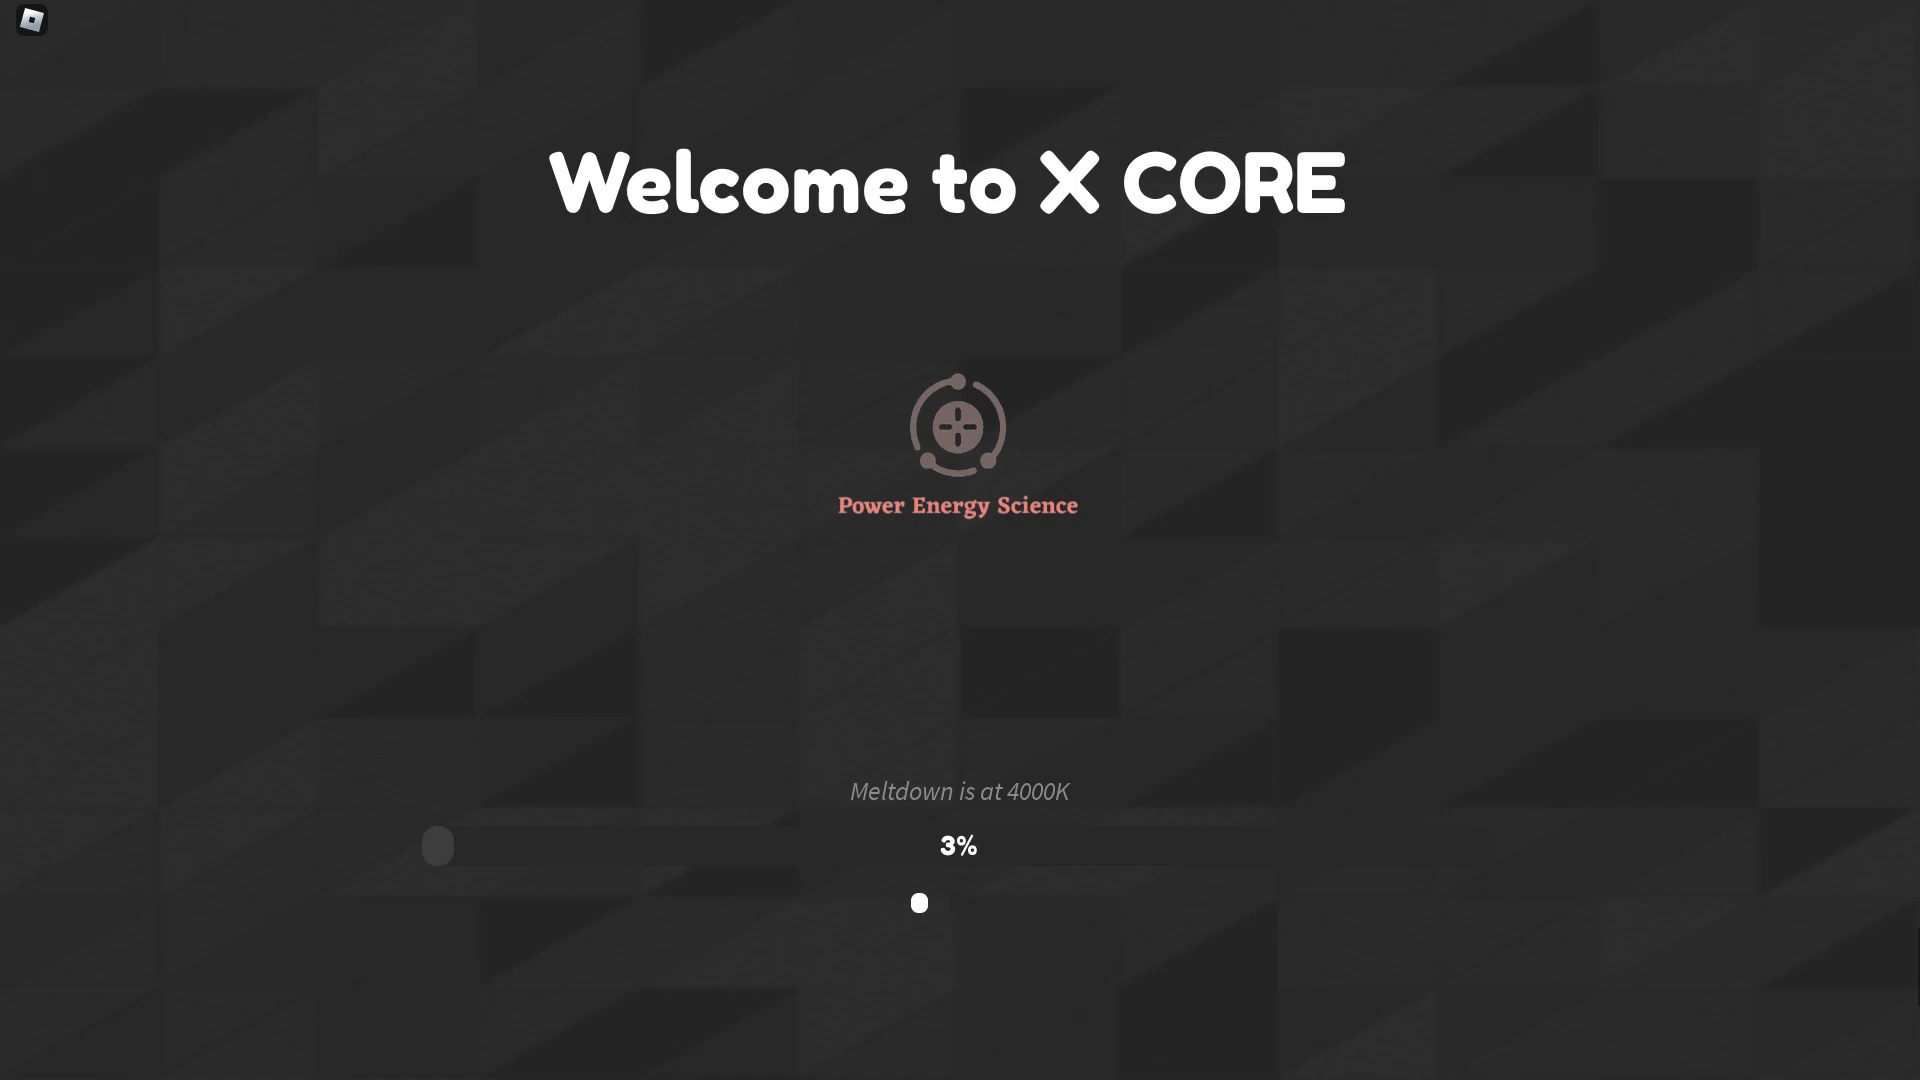 Welcome to X CORE
Power Energy Science
Meltdown is at 4000K
3%